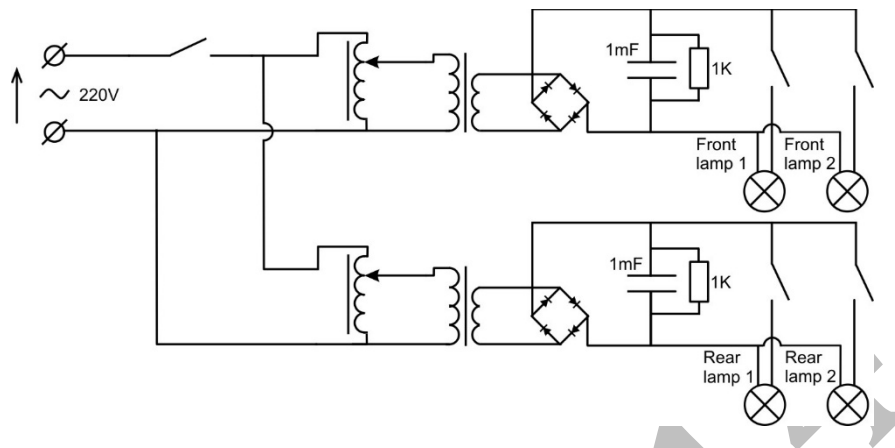 220V
1mF
1K
Front
lamp 1
Front
lamp 2
1mF
1K
Rear
lamp 1
Rear
lamp 2